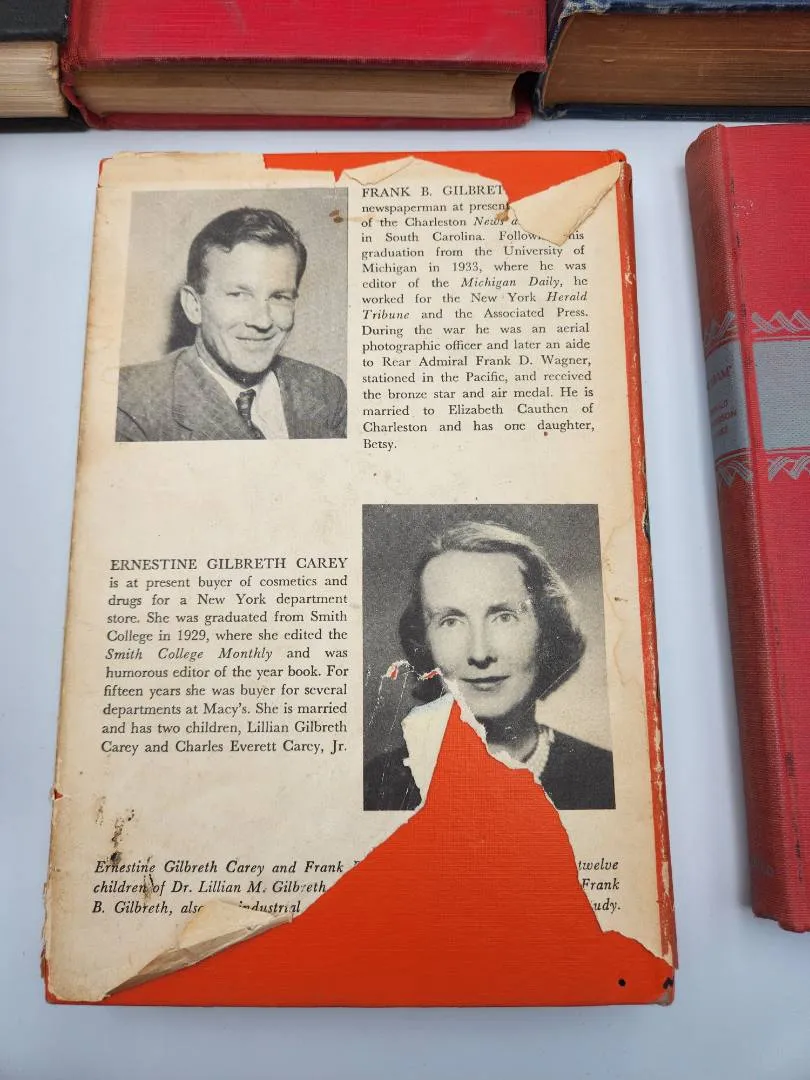 FRANK B. GILBRET
newspaperman at present
of the Charleston News a
in South Carolina. Follow his
graduation from the University of
Michigan in 1933, where he was
editor of the Michigan Daily, he
worked for the New York Herald
Tribune and the Associated Press.
During the war he was an aerial
photographic officer and later an aide
to Rear Admiral Frank D. Wagner,
stationed in the Pacific, and received
the bronze star and air medal. He is
married to Elizabeth Cauthen of
Charleston and has one daughter,
Betsy.
ERNESTINE GILBRETH CAREY
is at present buyer of cosmetics and
drugs for a New York department
store. She was graduated from Smith
College in 1929, where she edited the
Smith College Monthly and was
humorous editor of the year book. For
fifteen years she was buyer for several
departments at Macy's. She is married
and has two children, Lillian Gilbreth
Carey and Charles Everett Carey, Jr.
Ernestine Gilbreth Carey and Frank twelve
children of Dr. Lillian M. Gilbreth Frank
B. Gilbreth, also industrial udy.